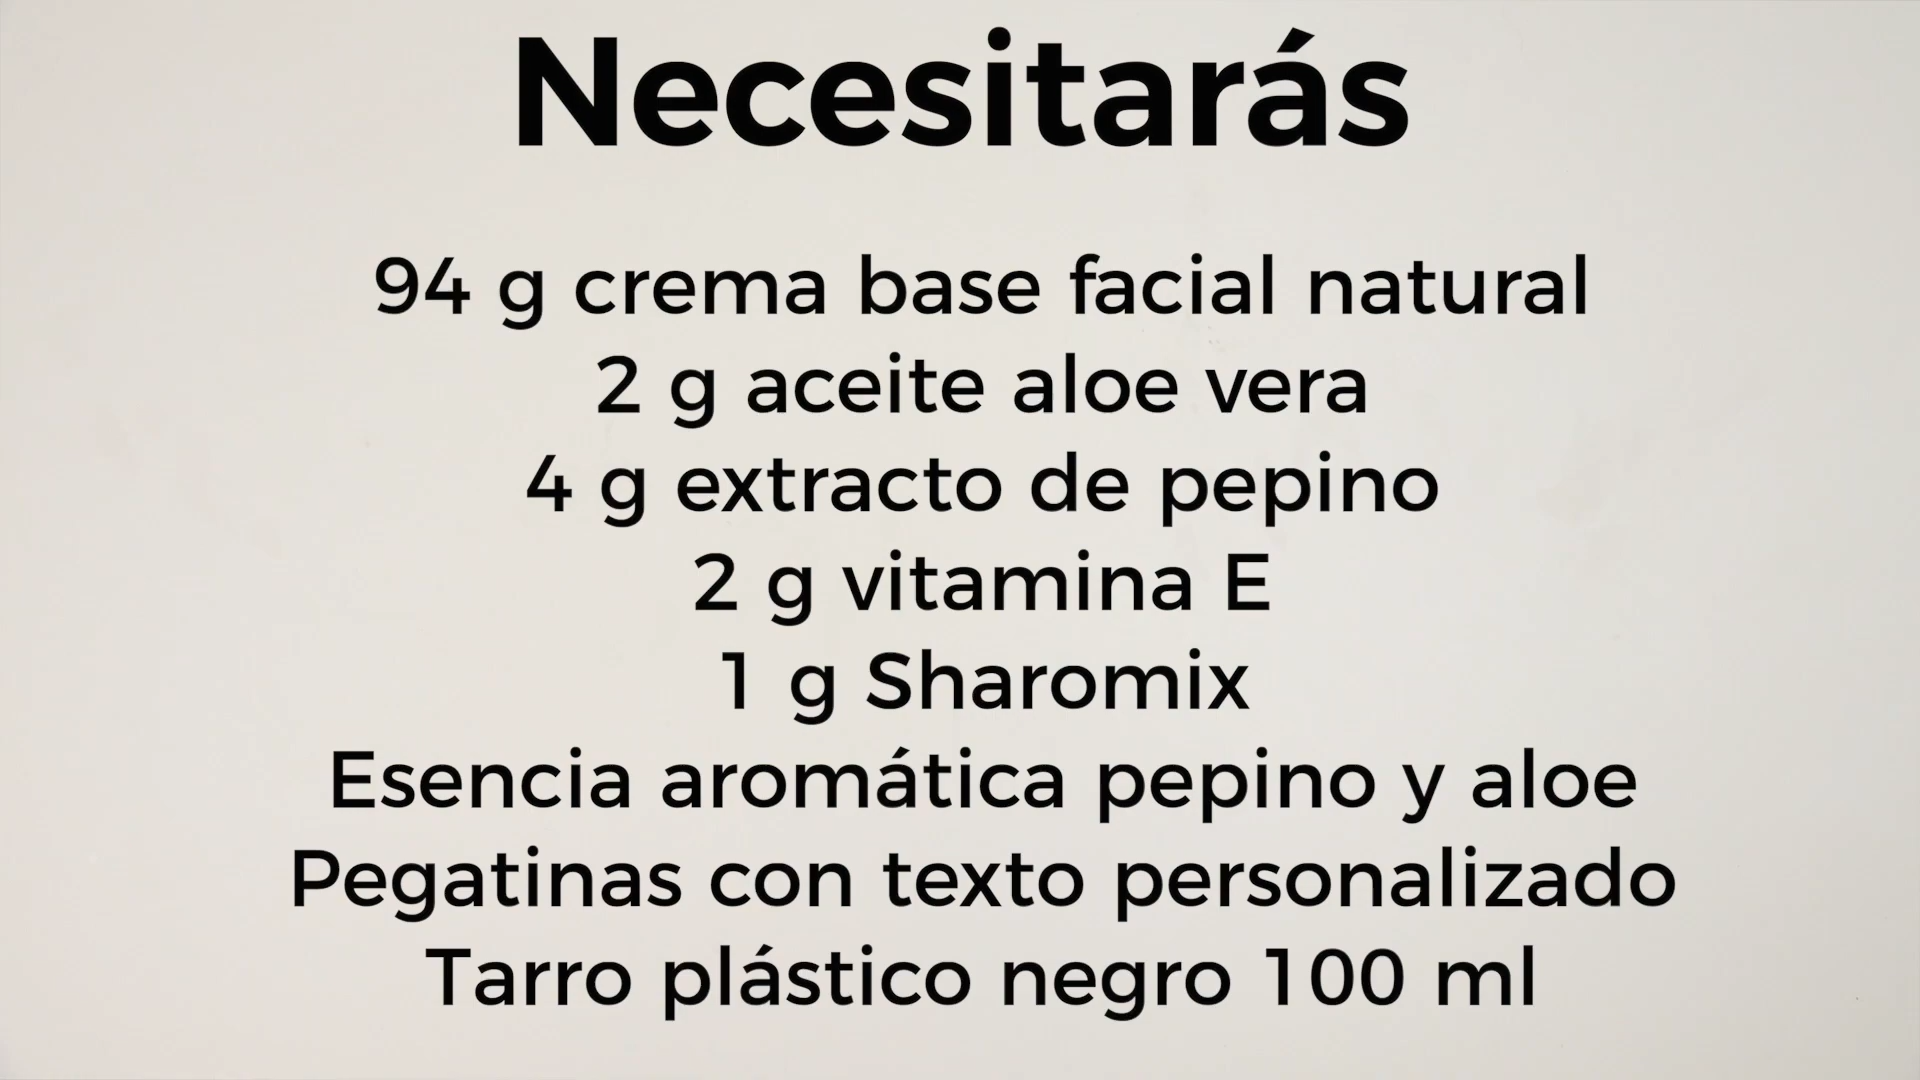 Necesitarás
94 g crema base facial natural
2 g aceite aloe vera
4 g extracto de pepino
2 g vitamina E
1 g Sharomix
Esencia aromática pepino y aloe
Pegatinas con texto personalizado
Tarro plástico negro 100 ml